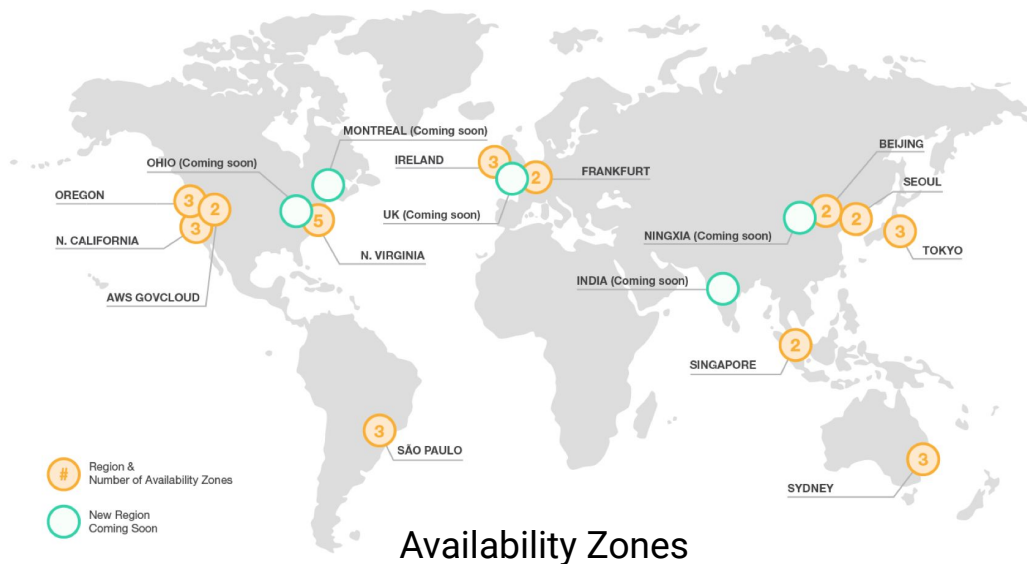 MONTREAL (Coming soon)
OHIO (Coming soon)
IRELAND
3
BEIJING
FRANKFURT
2
SEOUL
OREGON
3
2
UK (Coming soon)
5
2
2
N. CALIFORNIA
3
N. VIRGINIA
NINGXIA (Coming soon)
3
TOKYO
AWS GOVCLOUD
INDIA (Coming soon)
2
SINGAPORE
3
SÃO PAULO
3
SYDNEY
# Region &
Number of Availability Zones
New Region
Coming Soon
Availability Zones